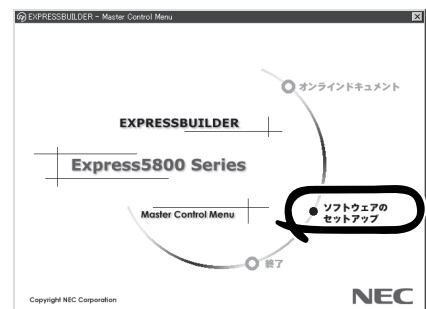 EXPRESSBUILDER - Master Control Menu
オンラインドキュメント
EXPRESSBUILDER
Express5800 Series
Master Control Menu
ソフトウェアの
セットアップ
終了
Copyright NEC Corporation
NEC